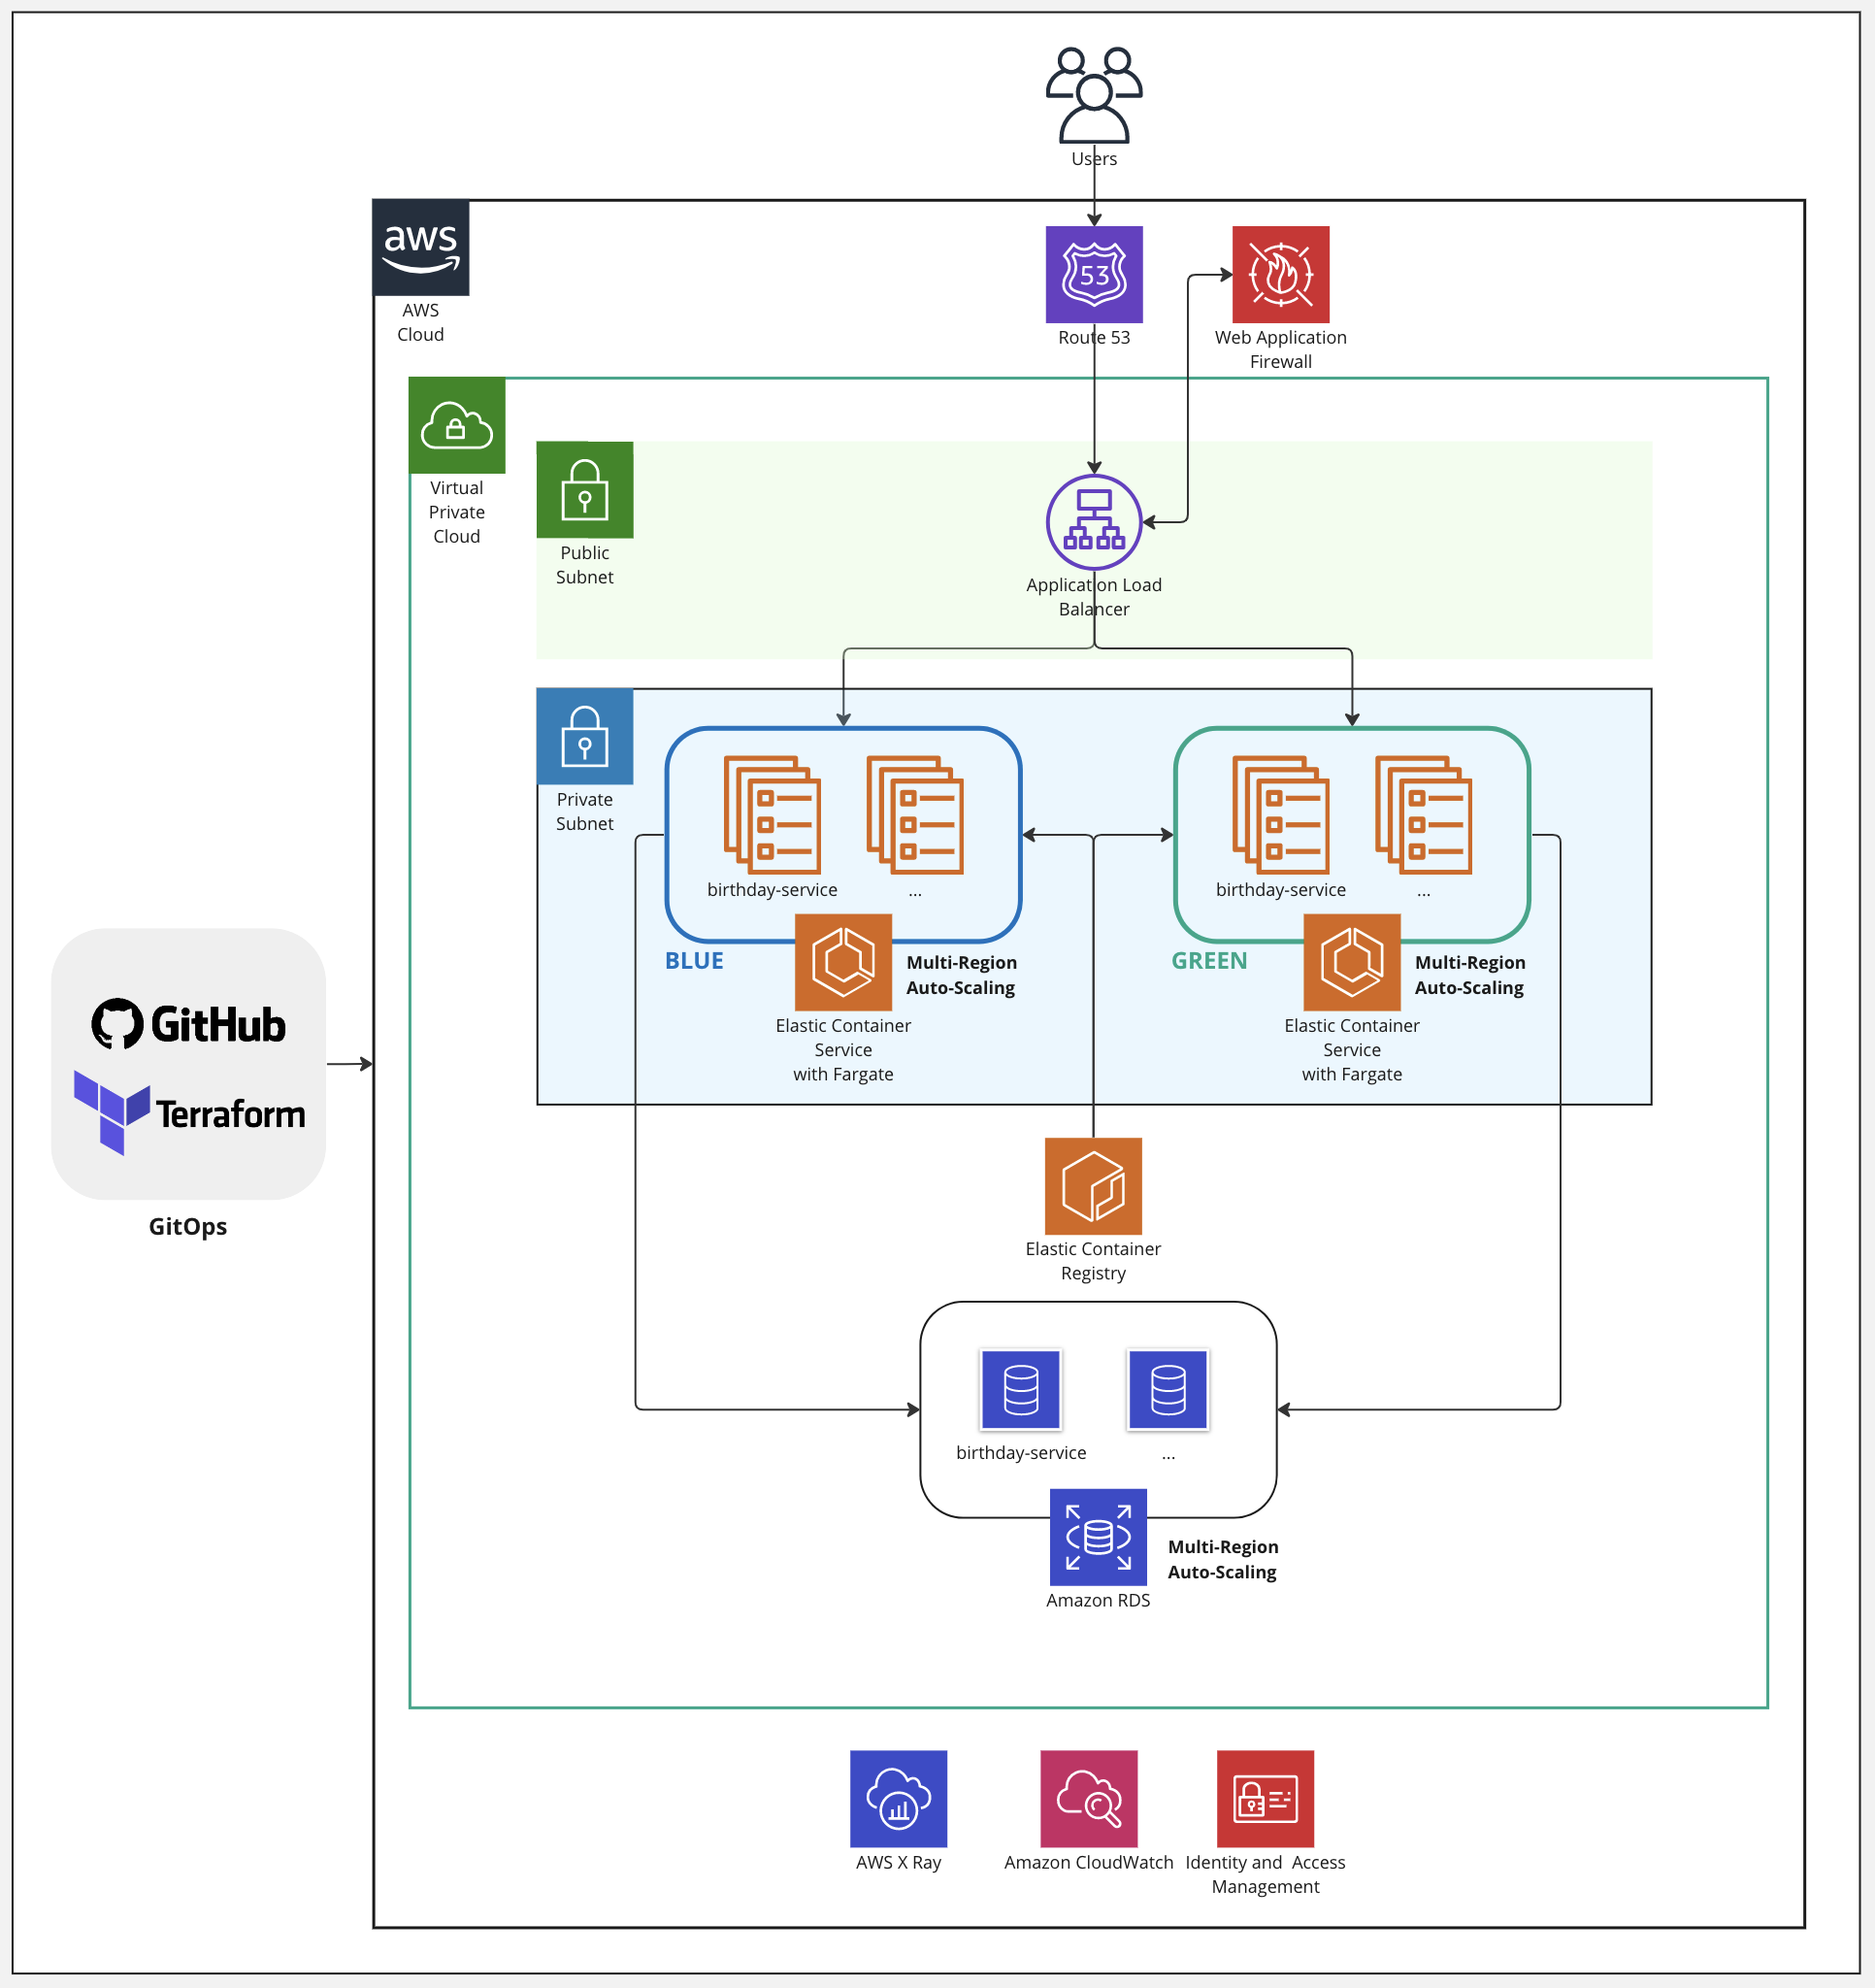 Users
aws
AWS
Cloud
53
Route 53
Web Application
Firewall
Virtual
Private
Cloud
Public
Subnet
Application Load
Balancer
Private
Subnet
birthday-service
...
birthday-service
...
BLUE
Multi-Region
Auto-Scaling
GREEN
Multi-Region
Auto-Scaling
Elastic Container
Service
with Fargate
Elastic Container
Service
with Fargate
GitHub
Terraform
GitOps
Elastic Container
Registry
birthday-service
...
Multi-Region
Auto-Scaling
Amazon RDS
AWS X Ray
Amazon CloudWatch
Identity and  Access
Management